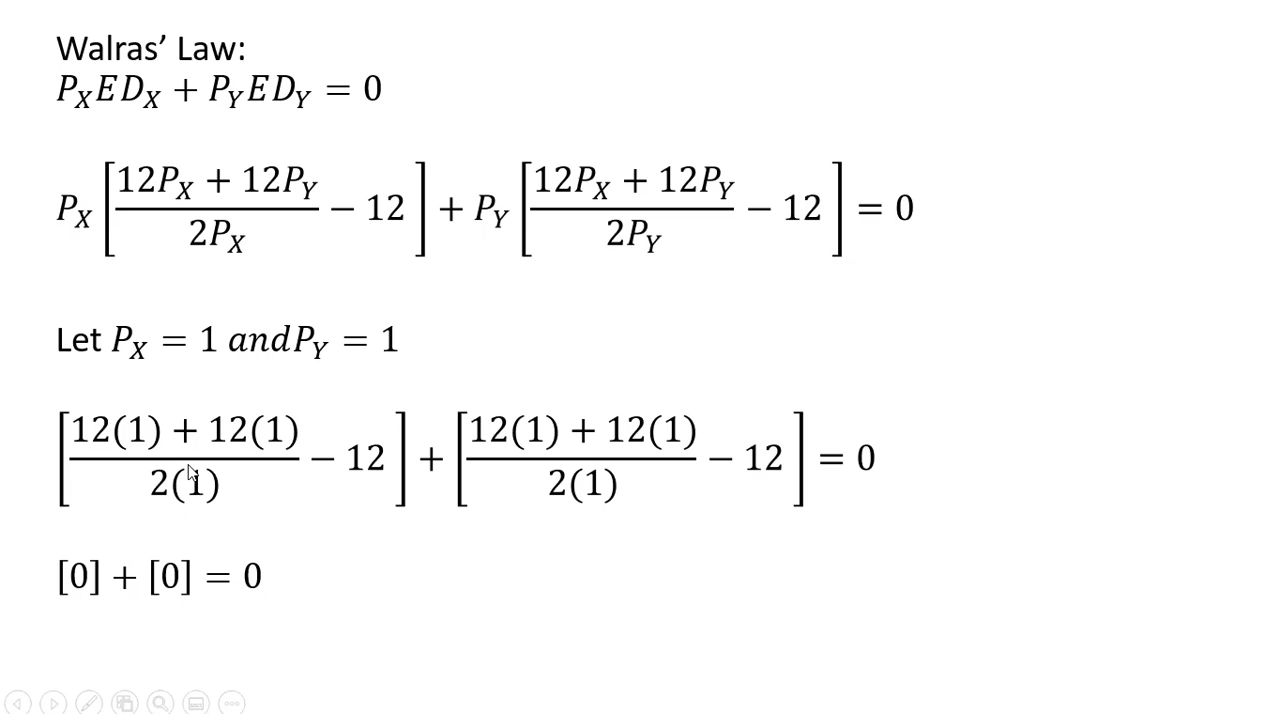 Walras’ Law:
P_X ED_X + P_Y ED_Y = 0
P_X [ (12P_X + 12P_Y) / (2P_X) − 12 ] + P_Y [ (12P_X + 12P_Y) / (2P_Y) − 12 ] = 0
Let P_X = 1 andP_Y = 1
[ (12(1) + 12(1)) / (2(1)) − 12 ] + [ (12(1) + 12(1)) / (2(1)) − 12 ] = 0
[0] + [0] = 0